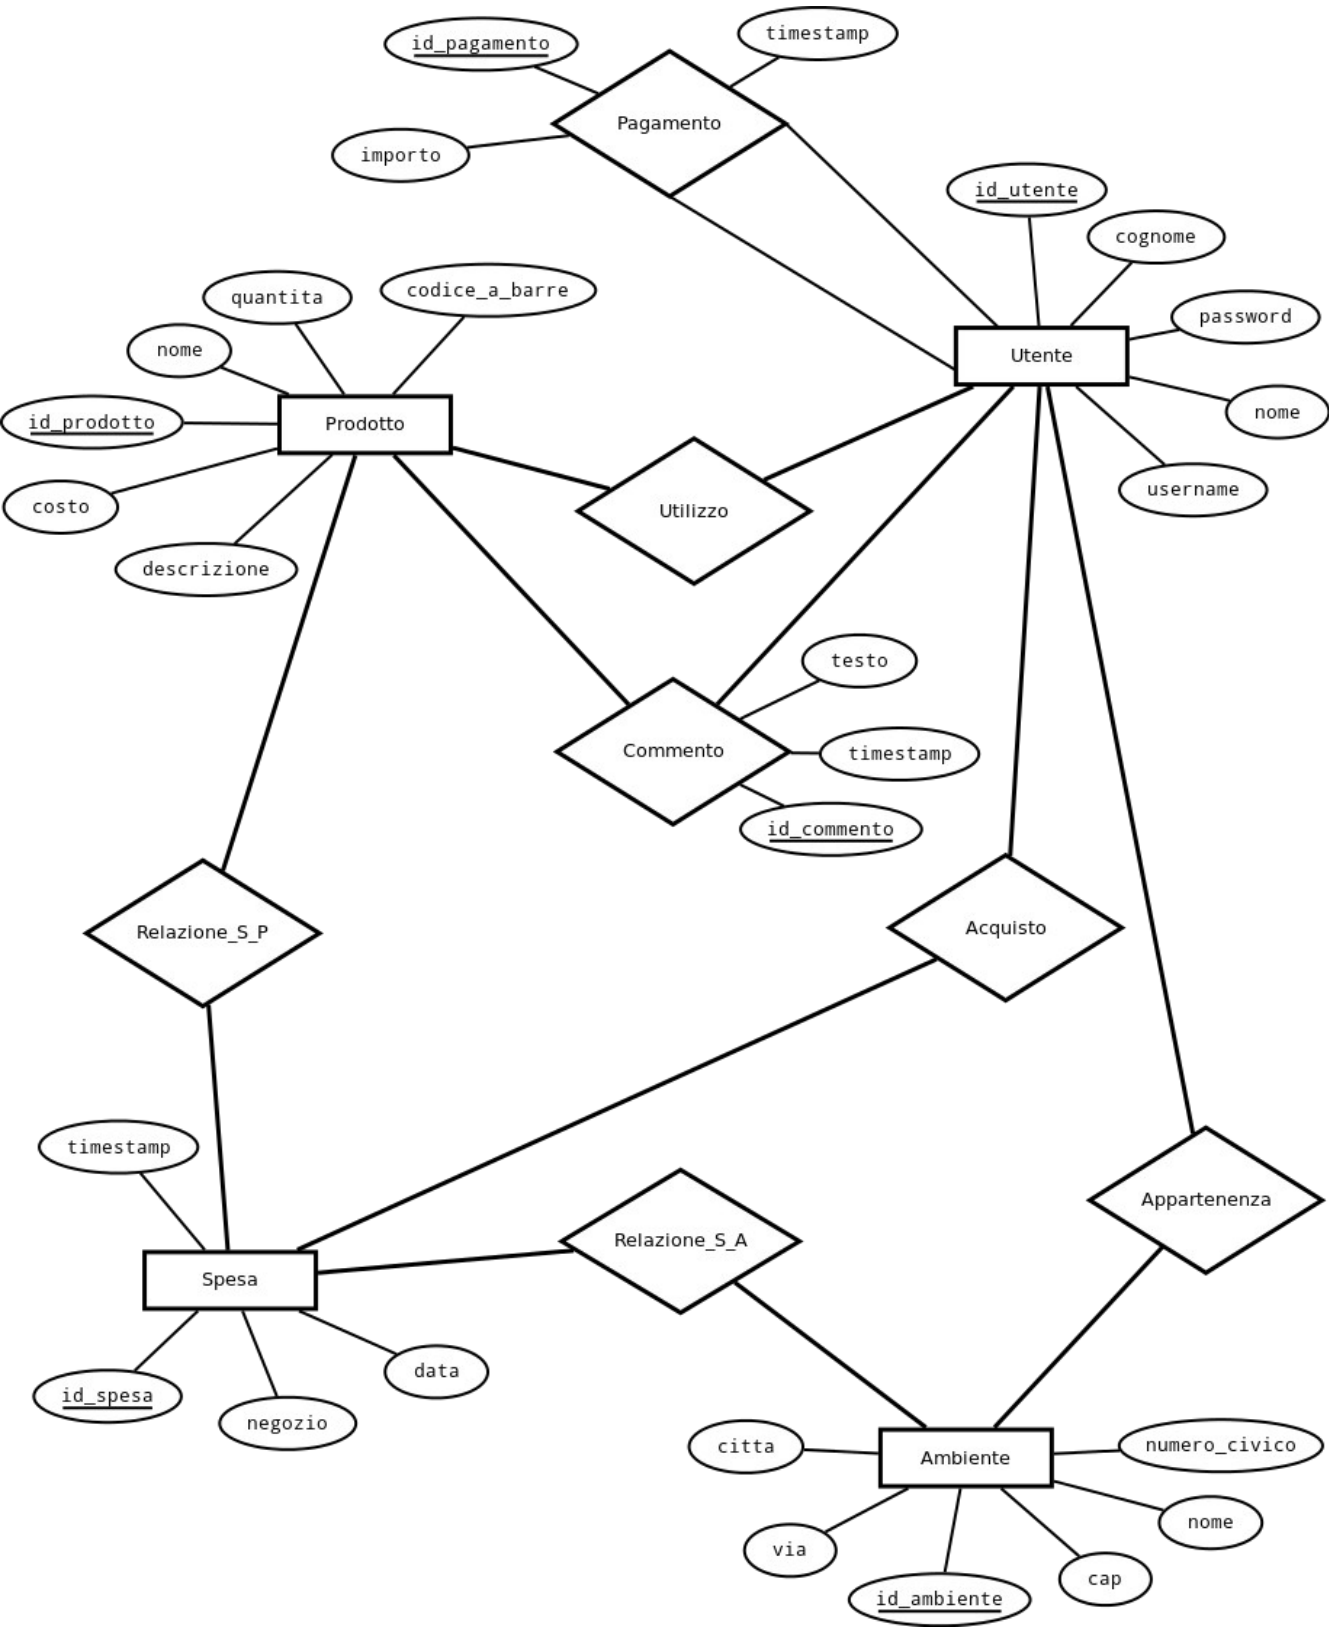 timestamp
id_pagamento
Pagamento
importo
id_utente
cognome
codice_a_barre
quantita
password
nome
Utente
nome
id_prodotto
Prodotto
costo
username
Utilizzo
descrizione
testo
Commento
timestamp
id_commento
Acquisto
Relazione_S_P
timestamp
Appartenenza
Relazione_S_A
Spesa
data
id_spesa
negozio
numero_civico
citta
Ambiente
nome
via
cap
id_ambiente